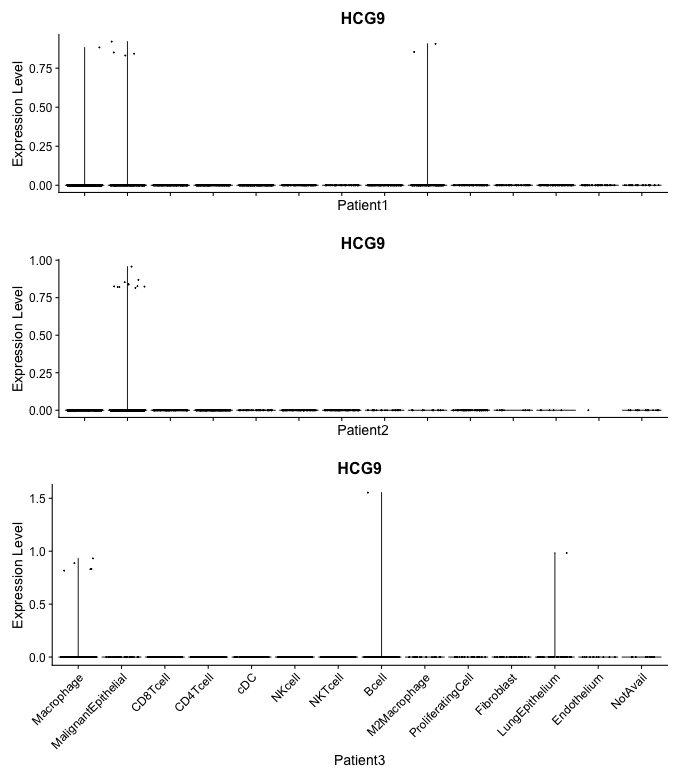 HCG9
Expression Level
0.75
0.50
0.25
0.00
Patient1
HCG9
Expression Level
1.00
0.75
0.50
0.25
0.00
Patient2
HCG9
Expression Level
1.5
1.0
0.5
0.0
Macrophage
MalignantEpithelial
CD8Tcell
CD4Tcell
cDC
NKcell
NKTcell
Bcell
M2Macrophage
ProliferatingCell
Fibroblast
LungEpithelium
Endothelium
NotAvail
Patient3